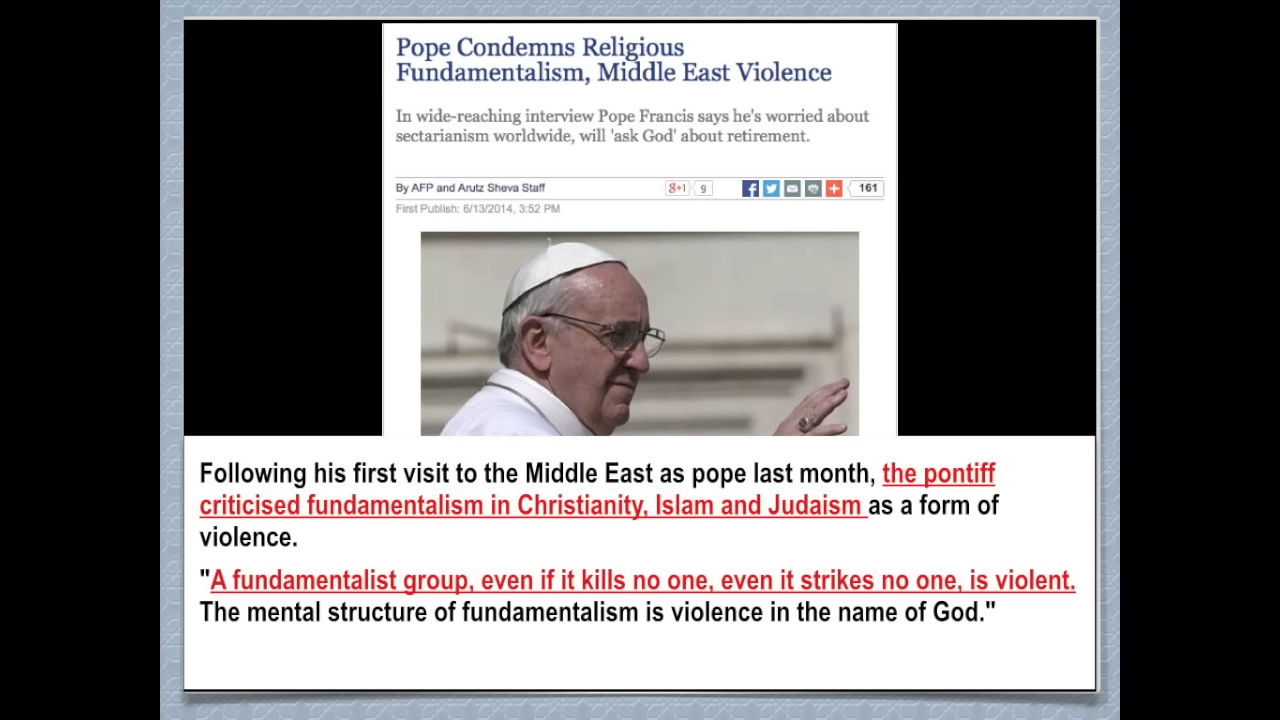 Pope Condemns Religious
Fundamentalism, Middle East Violence
In wide-reaching interview Pope Francis says he's worried about
sectarianism worldwide, will 'ask God' about retirement.
By AFP and Arutz Sheva Staff
8+1 9
161
First Publish: 6/13/2014, 3:52 PM
Following his first visit to the Middle East as pope last month, the pontiff
criticised fundamentalism in Christianity, Islam and Judaism as a form of
violence.
"A fundamentalist group, even if it kills no one, even it strikes no one, is violent.
The mental structure of fundamentalism is violence in the name of God."